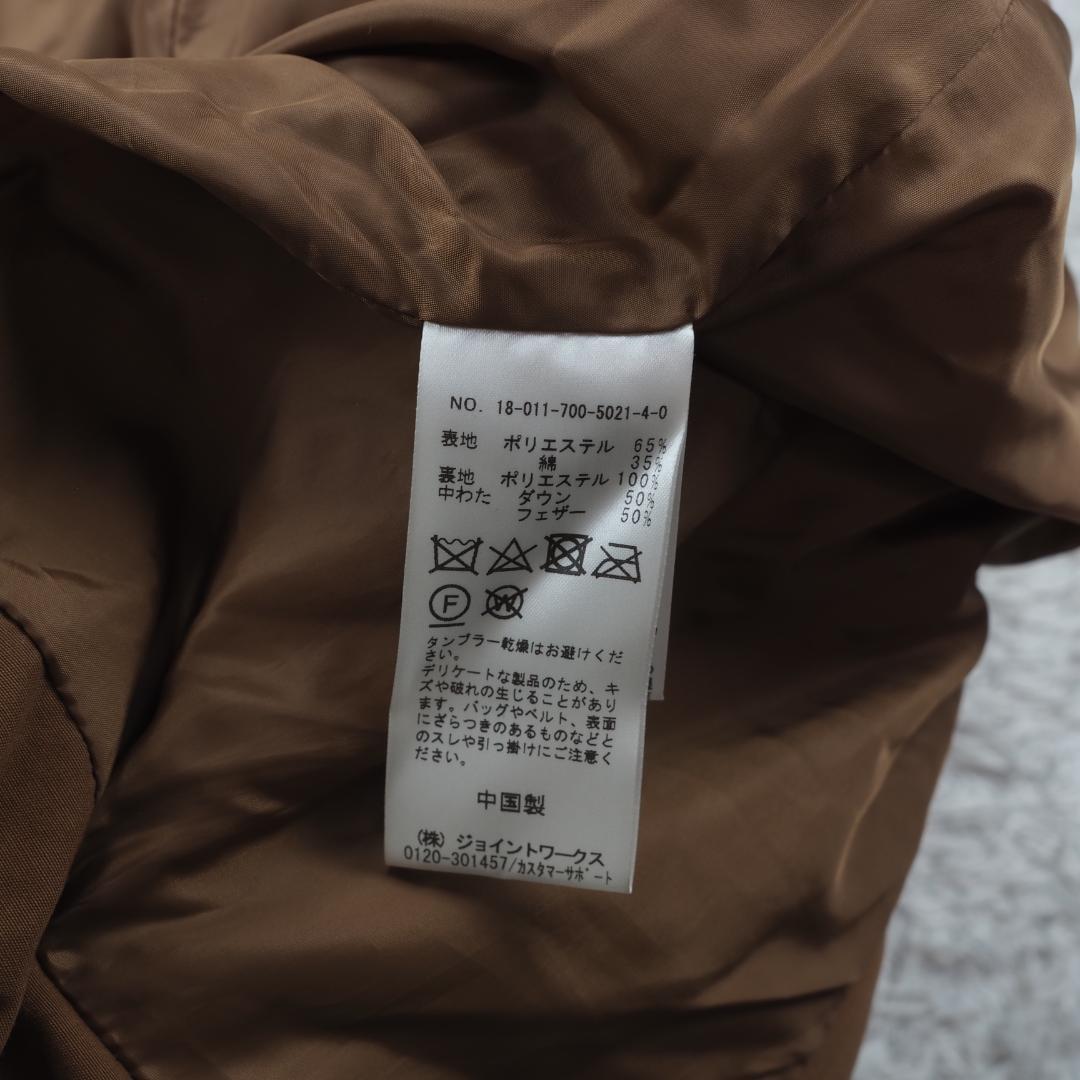 NO. 18-011-700-5021-4-0
表地 ポリエステル 65%
綿 35%
裏地 ポリエステル 100%
中わた ダウン 50%
フェザー 50%
F W
タンブラー乾燥はお避けくだ
さい。
デリケートな製品のため、キ
ズや破れの生じることがあり
ます。バッグやベルト、表面
にざらつきのあるものなどと
のスレや引っ掛けにご注意く
ださい。
中国製
(株) ジョイントワークス
0120-301457/カスタマーサポート